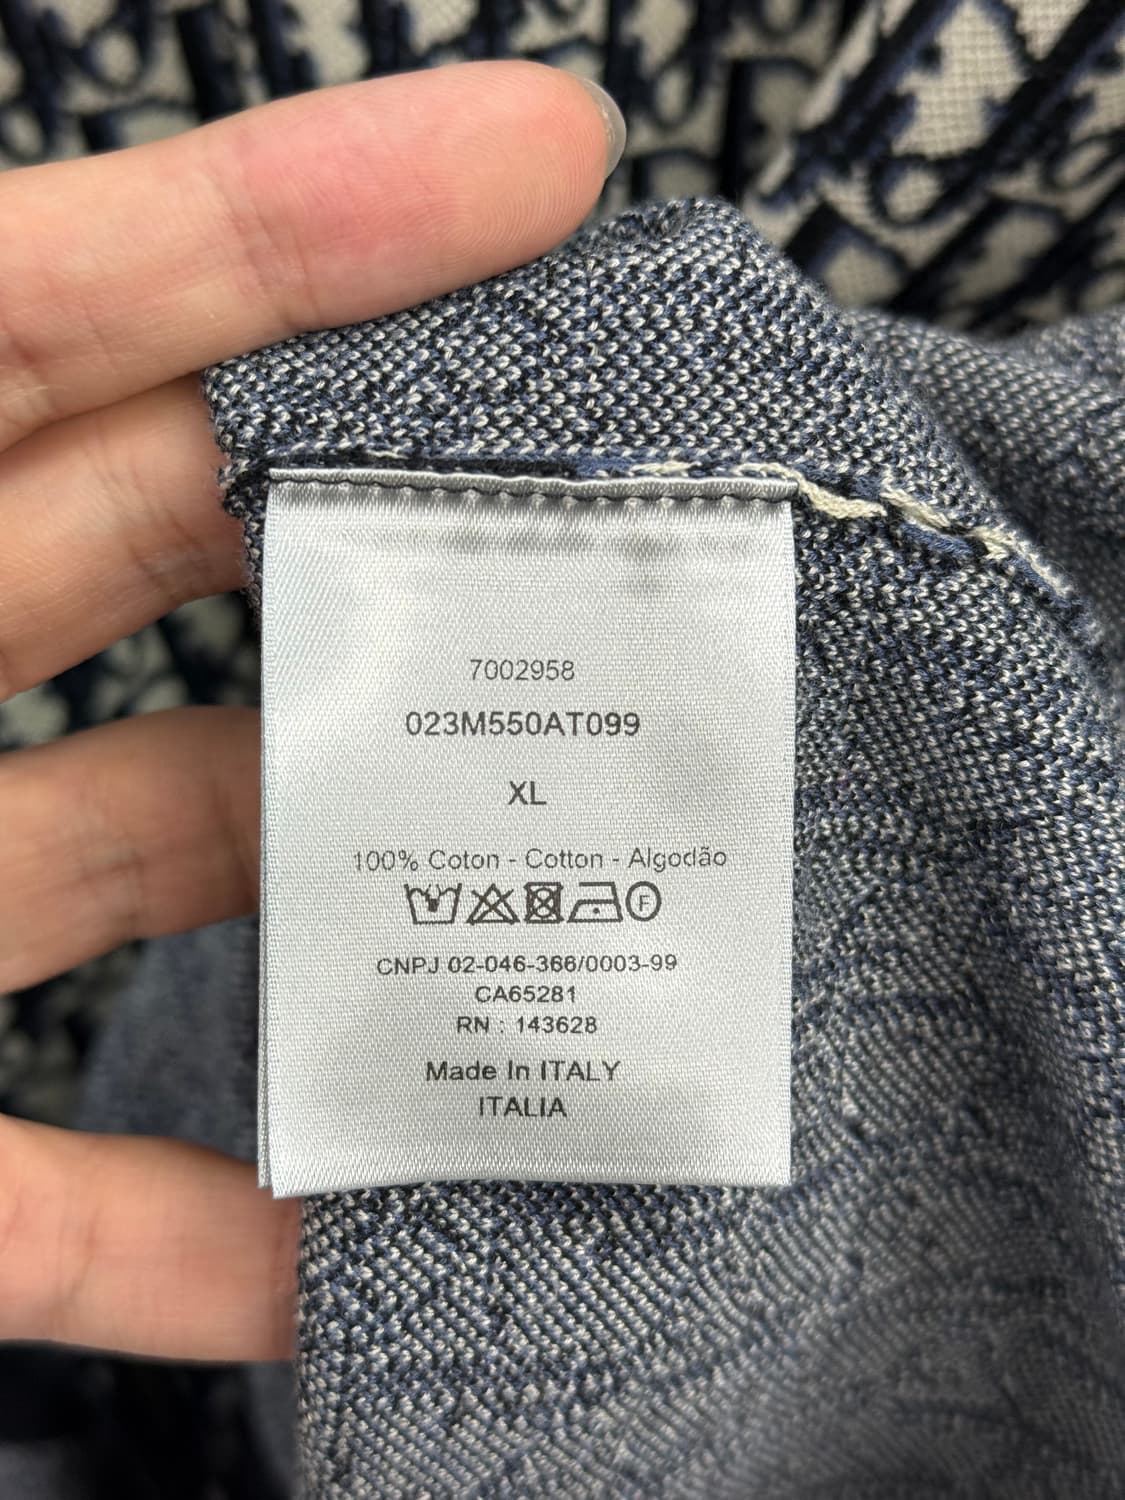 7002958
023M550AT099
XL
100% Coton - Cotton - Algodão
F
CNPJ 02-046-366/0003-99
CA65281
RN : 143628
Made In ITALY
ITALIA